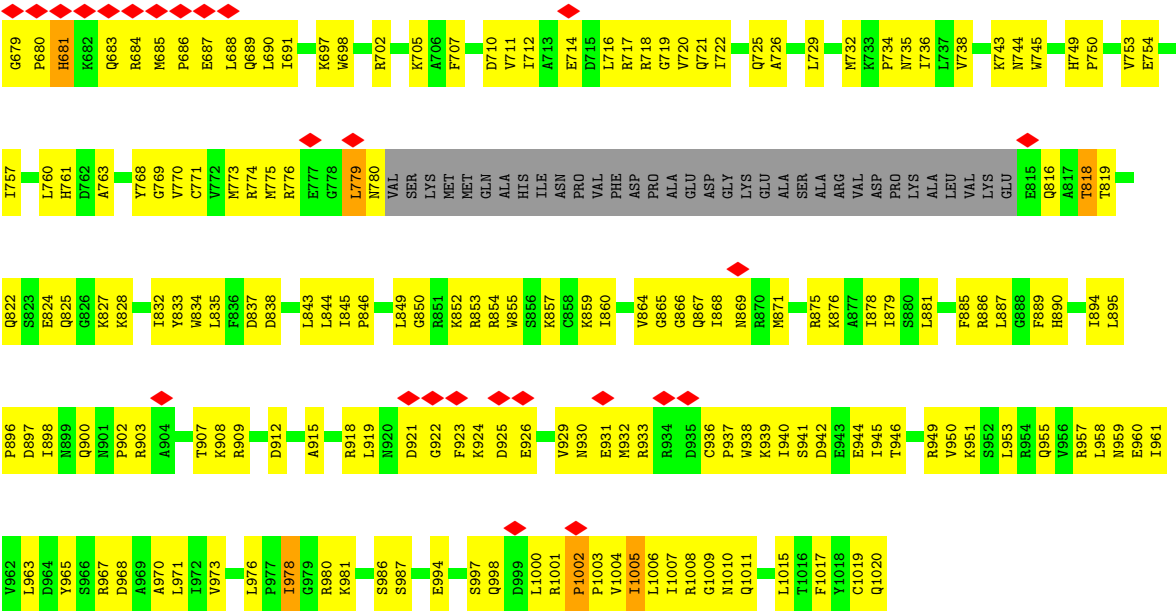 G679 P680 H681 K682 Q683 R684 M685 P686 E687 L688 Q689 L690 I691 K697 W698 R702 K705 A706 F707 D710 V711 I712 A713 E714 D715 L716 R717 R718 G719 V720 Q721 I722 Q725 A726 L729 M732 K733 P734 N735 I736 L737 V738 K743 N744 W745 H749 P750 V753 E754
I757 L760 H761 D762 A763 Y768 G769 V770 C771 V772 M773 R774 M775 R776 E777 G778 L779 N780 VAL SER LYS MET MET GLN ALA HIS ILE ASN PRO VAL PHE ASP PRO ALA GLU ASP GLY LYS GLU ALA SER ALA ARG VAL ASP PRO LYS ALA LEU VAL LYS GLU E815 Q816 A817 T818 T819
Q822 S823 E824 Q825 G826 K827 K828 I832 Y833 W834 L835 F836 D837 D838 L843 L844 I845 P846 L849 G850 R851 K852 R853 R854 W855 S856 K857 C858 K859 I860 V864 G865 G866 Q867 I868 N869 R870 M871 R875 K876 A877 I878 I879 S880 L881 F885 R886 L887 G888 F889 H890 I894 L895
P896 D897 I898 N899 Q900 N901 P902 R903 A904 T907 K908 R909 D912 A915 R918 L919 N920 D921 G922 F923 K924 D925 E926 V929 N930 E931 M932 R933 R934 D935 C936 P937 W938 K939 I940 S941 D942 E943 E944 I945 T946 R949 V950 K951 S952 L953 R954 Q955 V956 R957 L958 N959 E960 I961
V962 L963 D964 Y965 S966 R967 D968 A969 A970 L971 I972 V973 L976 P977 I978 G979 R980 K981 S986 S987 E994 S997 Q998 D999 L1000 R1001 P1002 P1003 V1004 I1005 L1006 I1007 R1008 G1009 N1010 Q1011 L1015 T1016 F1017 Y1018 C1019 Q1020